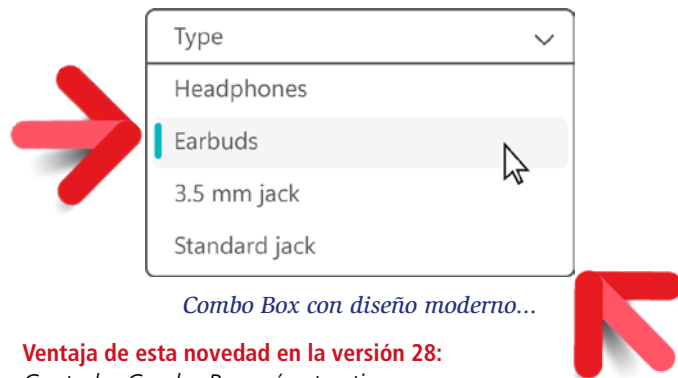 Type
Headphones
Earbuds
3.5 mm jack
Standard jack
Combo Box con diseño moderno...
Ventaja de esta novedad en la versión 28: